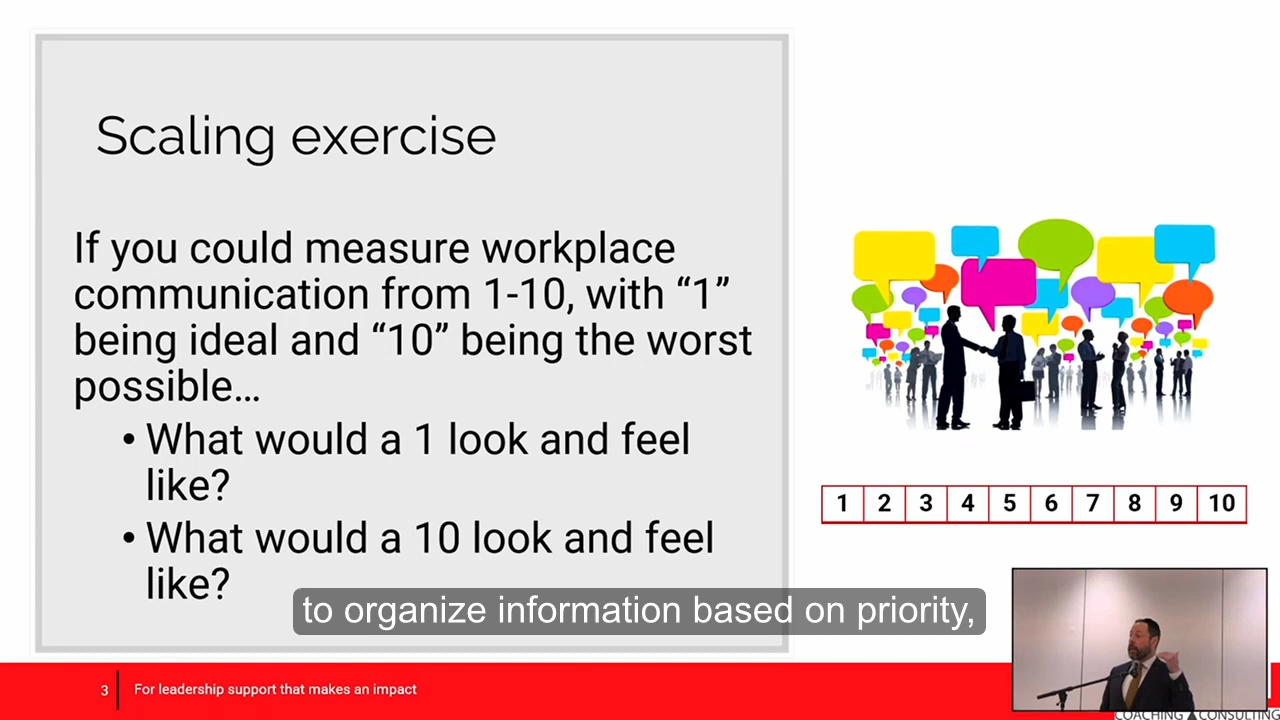 Scaling exercise
If you could measure workplace
communication from 1-10, with “1”
being ideal and “10” being the worst
possible...
• What would a 1 look and feel
like?
• What would a 10 look and feel
like?
1 2 3 4 5 6 7 8 9 10
to organize information based on priority,
3 For leadership support that makes an impact
COACHING CONSULTING